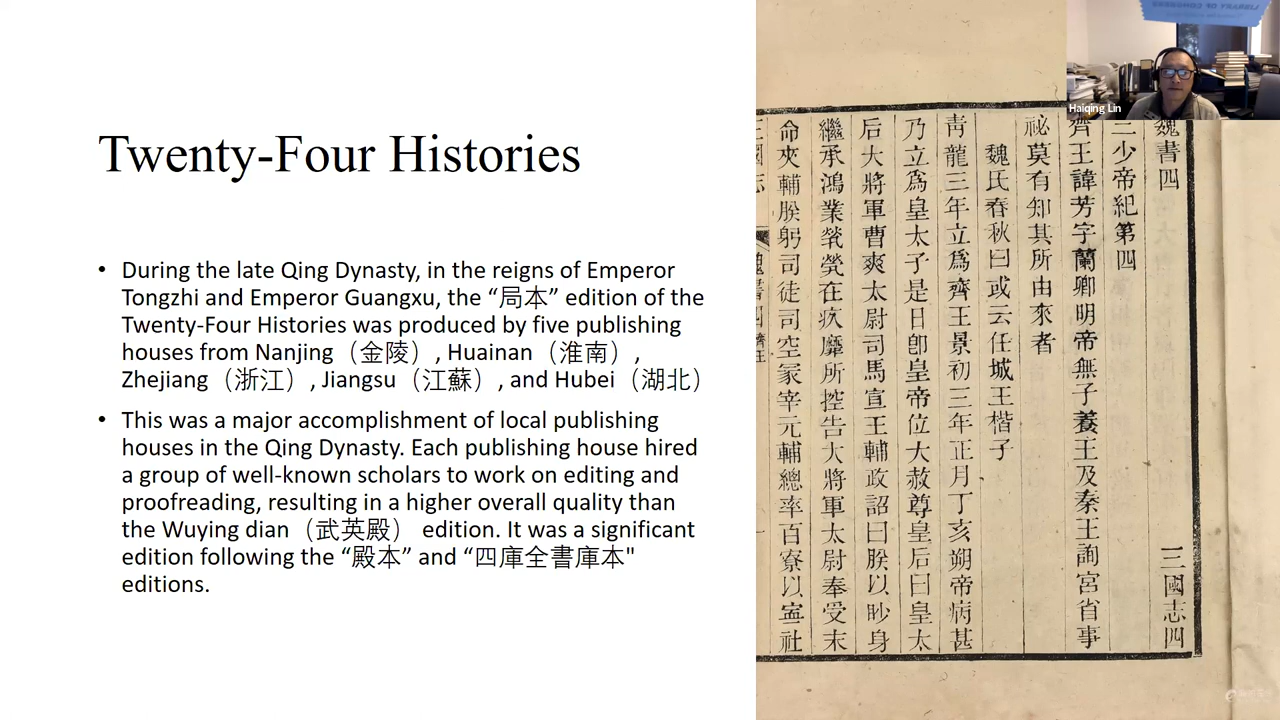 LIBRARY OF CONGRESS
Haiqing Lin
Twenty-Four Histories
• During the late Qing Dynasty, in the reigns of Emperor
Tongzhi and Emperor Guangxu, the “局本” edition of the
Twenty-Four Histories was produced by five publishing
houses from Nanjing（金陵）, Huainan（淮南）,
Zhejiang（浙江）, Jiangsu（江蘇）, and Hubei（湖北）
• This was a major accomplishment of local publishing
houses in the Qing Dynasty. Each publishing house hired
a group of well-known scholars to work on editing and
proofreading, resulting in a higher overall quality than
the Wuying dian（武英殿） edition. It was a significant
edition following the “殿本” and “四庫全書庫本"
editions.
魏書四 三國志四
三少帝紀第四
齊王諱芳字蘭卿明帝無子養王及秦王詢宮省事
祕莫有知其所由來者
魏氏春秋曰或云任城王楷子
靑龍三年立爲齊王景初三年正月丁亥朔帝病甚
乃立爲皇太子是日卽皇帝位大赦尊皇后曰皇太
后大將軍曹爽太尉司馬宣王輔政詔曰朕以眇身
繼承鴻業煢煢在疚靡所控告大將軍太尉奉受末
命夾輔朕躬司徒司空冢宰元輔總率百寮以寍社